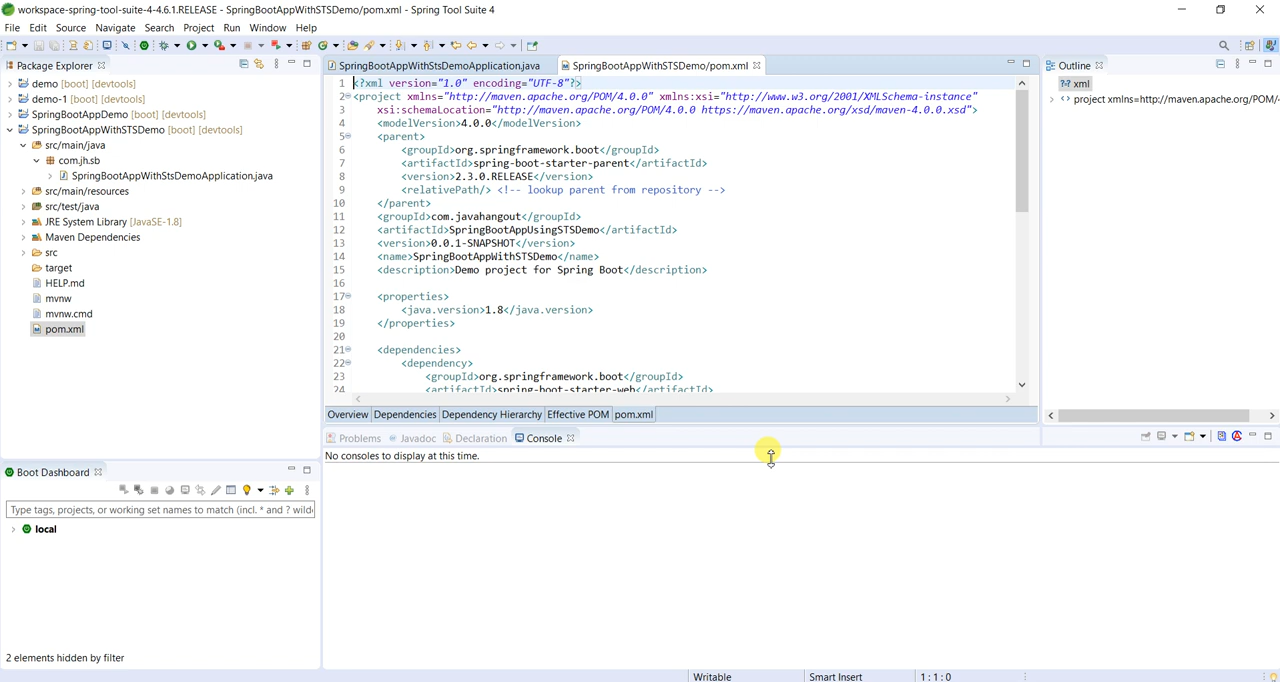 workspace-spring-tool-suite-4-4.6.1.RELEASE - SpringBootAppWithSTSDemo/pom.xml - Spring Tool Suite 4
File Edit Source Navigate Search Project Run Window Help
Package Explorer
demo [boot] [devtools]
demo-1 [boot] [devtools]
SpringBootAppDemo [boot] [devtools]
SpringBootAppWithSTSDemo [boot] [devtools]
src/main/java
com.jh.sb
SpringBootAppWithStsDemoApplication.java
src/main/resources
src/test/java
JRE System Library [JavaSE-1.8]
Maven Dependencies
src
target
HELP.md
mvnw
mvnw.cmd
pom.xml
SpringBootAppWithStsDemoApplication.java SpringBootAppWithSTSDemo/pom.xml
1 <?xml version="1.0" encoding="UTF-8"?>
2 <project xmlns="http://maven.apache.org/POM/4.0.0" xmlns:xsi="http://www.w3.org/2001/XMLSchema-instance"
3 xsi:schemaLocation="http://maven.apache.org/POM/4.0.0 https://maven.apache.org/xsd/maven-4.0.0.xsd">
4 <modelVersion>4.0.0</modelVersion>
5 <parent>
6 <groupId>org.springframework.boot</groupId>
7 <artifactId>spring-boot-starter-parent</artifactId>
8 <version>2.3.0.RELEASE</version>
9 <relativePath/> <!-- lookup parent from repository -->
10 </parent>
11 <groupId>com.javahangout</groupId>
12 <artifactId>SpringBootAppUsingSTSDemo</artifactId>
13 <version>0.0.1-SNAPSHOT</version>
14 <name>SpringBootAppWithSTSDemo</name>
15 <description>Demo project for Spring Boot</description>
16
17 <properties>
18 <java.version>1.8</java.version>
19 </properties>
20
21 <dependencies>
22 <dependency>
23 <groupId>org.springframework.boot</groupId>
24 <artifactId>spring-boot-starter-web</artifactId>
Overview Dependencies Dependency Hierarchy Effective POM pom.xml
Outline
?-? xml
project xmlns=http://maven.apache.org/POM/
Problems Javadoc Declaration Console
No consoles to display at this time.
Boot Dashboard
Type tags, projects, or working set names to match (incl. * and ? wild
local
2 elements hidden by filter
Writable Smart Insert 1 : 1 : 0